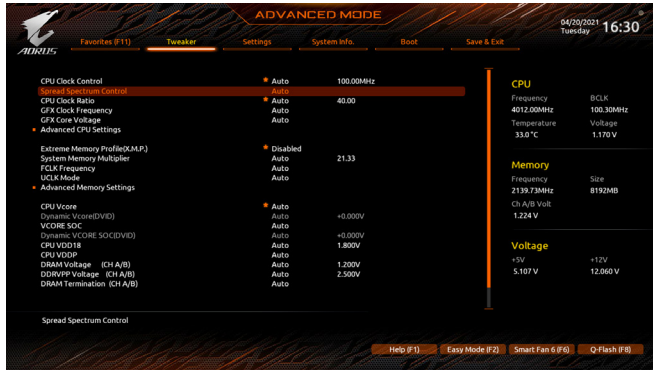 ADVANCED MODE
04/20/2021 Tuesday 16:30
AORUS
Favorites (F11) Tweaker Settings System Info. Boot Save & Exit
CPU Clock Control Auto 100.00MHz
Spread Spectrum Control Auto
CPU Clock Ratio Auto 40.00
GFX Clock Frequency Auto
GFX Core Voltage Auto
Advanced CPU Settings
Extreme Memory Profile(X.M.P.) Disabled
System Memory Multiplier Auto 21.33
FCLK Frequency Auto
UCLK Mode Auto
Advanced Memory Settings
CPU Vcore Auto
Dynamic Vcore(DVID) Auto +0.000V
VCORE SOC Auto
Dynamic VCORE SOC(DVID) Auto +0.000V
CPU VDD18 Auto 1.800V
CPU VDDP Auto
DRAM Voltage (CH A/B) Auto 1.200V
DDRVPP Voltage (CH A/B) Auto 2.500V
DRAM Termination (CH A/B) Auto
CPU
Frequency BCLK
4012.00MHz 100.30MHz
Temperature Voltage
33.0 °C 1.170 V
Memory
Frequency Size
2139.73MHz 8192MB
Ch A/B Volt
1.224 V
Voltage
+5V +12V
5.107 V 12.060 V
Spread Spectrum Control
Help (F1) Easy Mode (F2) Smart Fan 6 (F6) Q-Flash (F8)